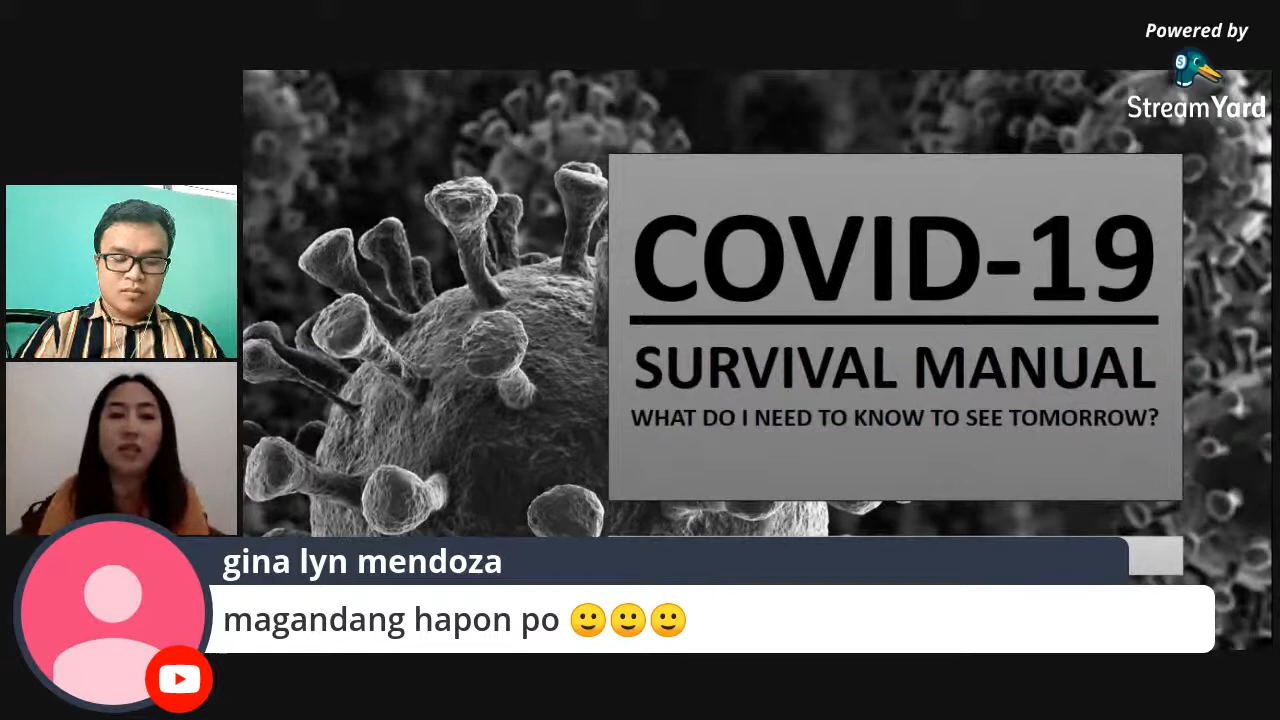 Powered by
StreamYard
COVID-19
SURVIVAL MANUAL
WHAT DO I NEED TO KNOW TO SEE TOMORROW?
gina lyn mendoza
magandang hapon po 🙂🙂🙂